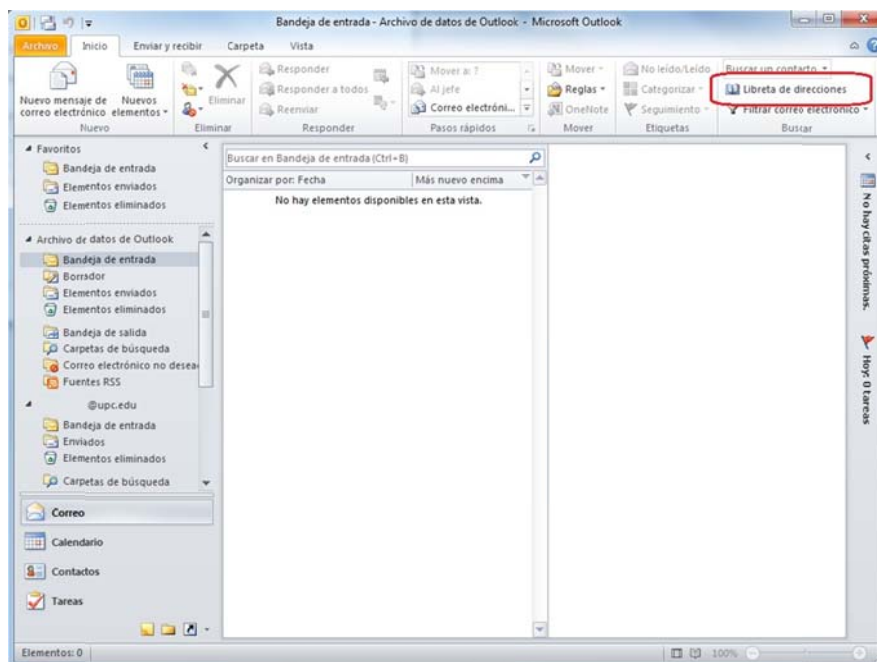 Bandeja de entrada - Archivo de datos de Outlook - Microsoft Outlook
Archivo Inicio Enviar y recibir Carpeta Vista
Nuevo mensaje de correo electrónico
Nuevos elementos
Nuevo
Eliminar
Eliminar
Responder
Responder a todos
Reenviar
Responder
Mover a: ?
Al jefe
Correo electróni...
Pasos rápidos
Mover
Reglas
OneNote
Mover
No leído/Leído
Categorizar
Seguimiento
Etiquetas
Buscar un contacto
Libreta de direcciones
Filtrar correo electrónico
Buscar
Favoritos
Bandeja de entrada
Elementos enviados
Elementos eliminados
Archivo de datos de Outlook
Bandeja de entrada
Borrador
Elementos enviados
Elementos eliminados
Bandeja de salida
Carpetas de búsqueda
Correo electrónico no desea
Fuentes RSS
@upc.edu
Bandeja de entrada
Enviados
Elementos eliminados
Carpetas de búsqueda
Correo
Calendario
Contactos
Tareas
Buscar en Bandeja de entrada (Ctrl+B)
Organizar por: Fecha Más nuevo encima
No hay elementos disponibles en esta vista.
No hay citas próximas.
Hoy: 0 tareas
Elementos: 0
100%